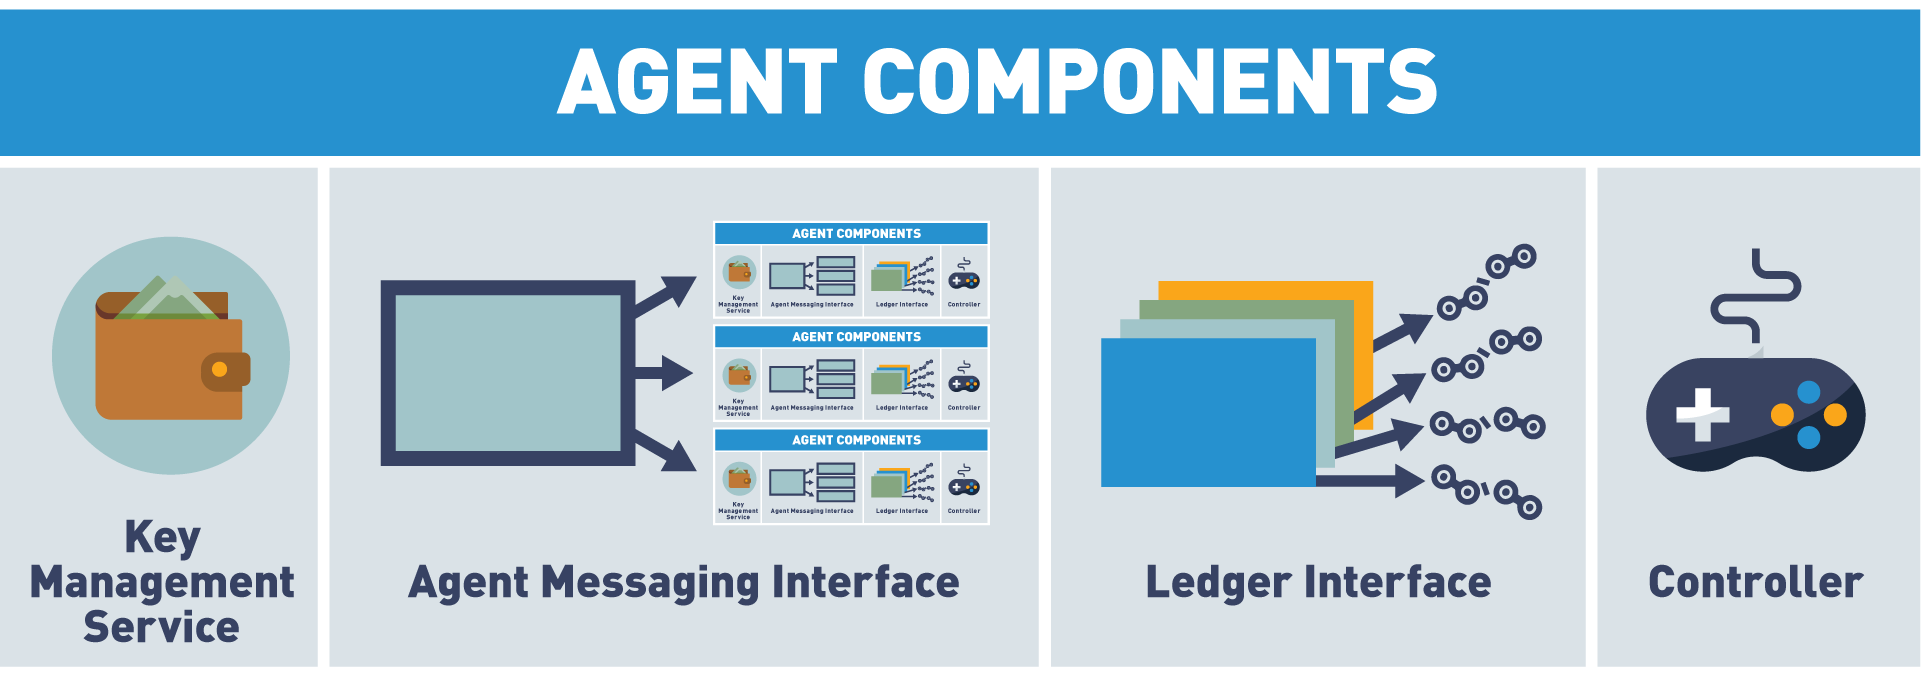 AGENT COMPONENTS
AGENT COMPONENTS
Key
Management
Service
Agent Messaging Interface
Ledger Interface
Controller
AGENT COMPONENTS
Key
Management
Service
Agent Messaging Interface
Ledger Interface
Controller
AGENT COMPONENTS
Key
Management
Service
Agent Messaging Interface
Ledger Interface
Controller
Key
Management
Service
Agent Messaging Interface
Ledger Interface
Controller